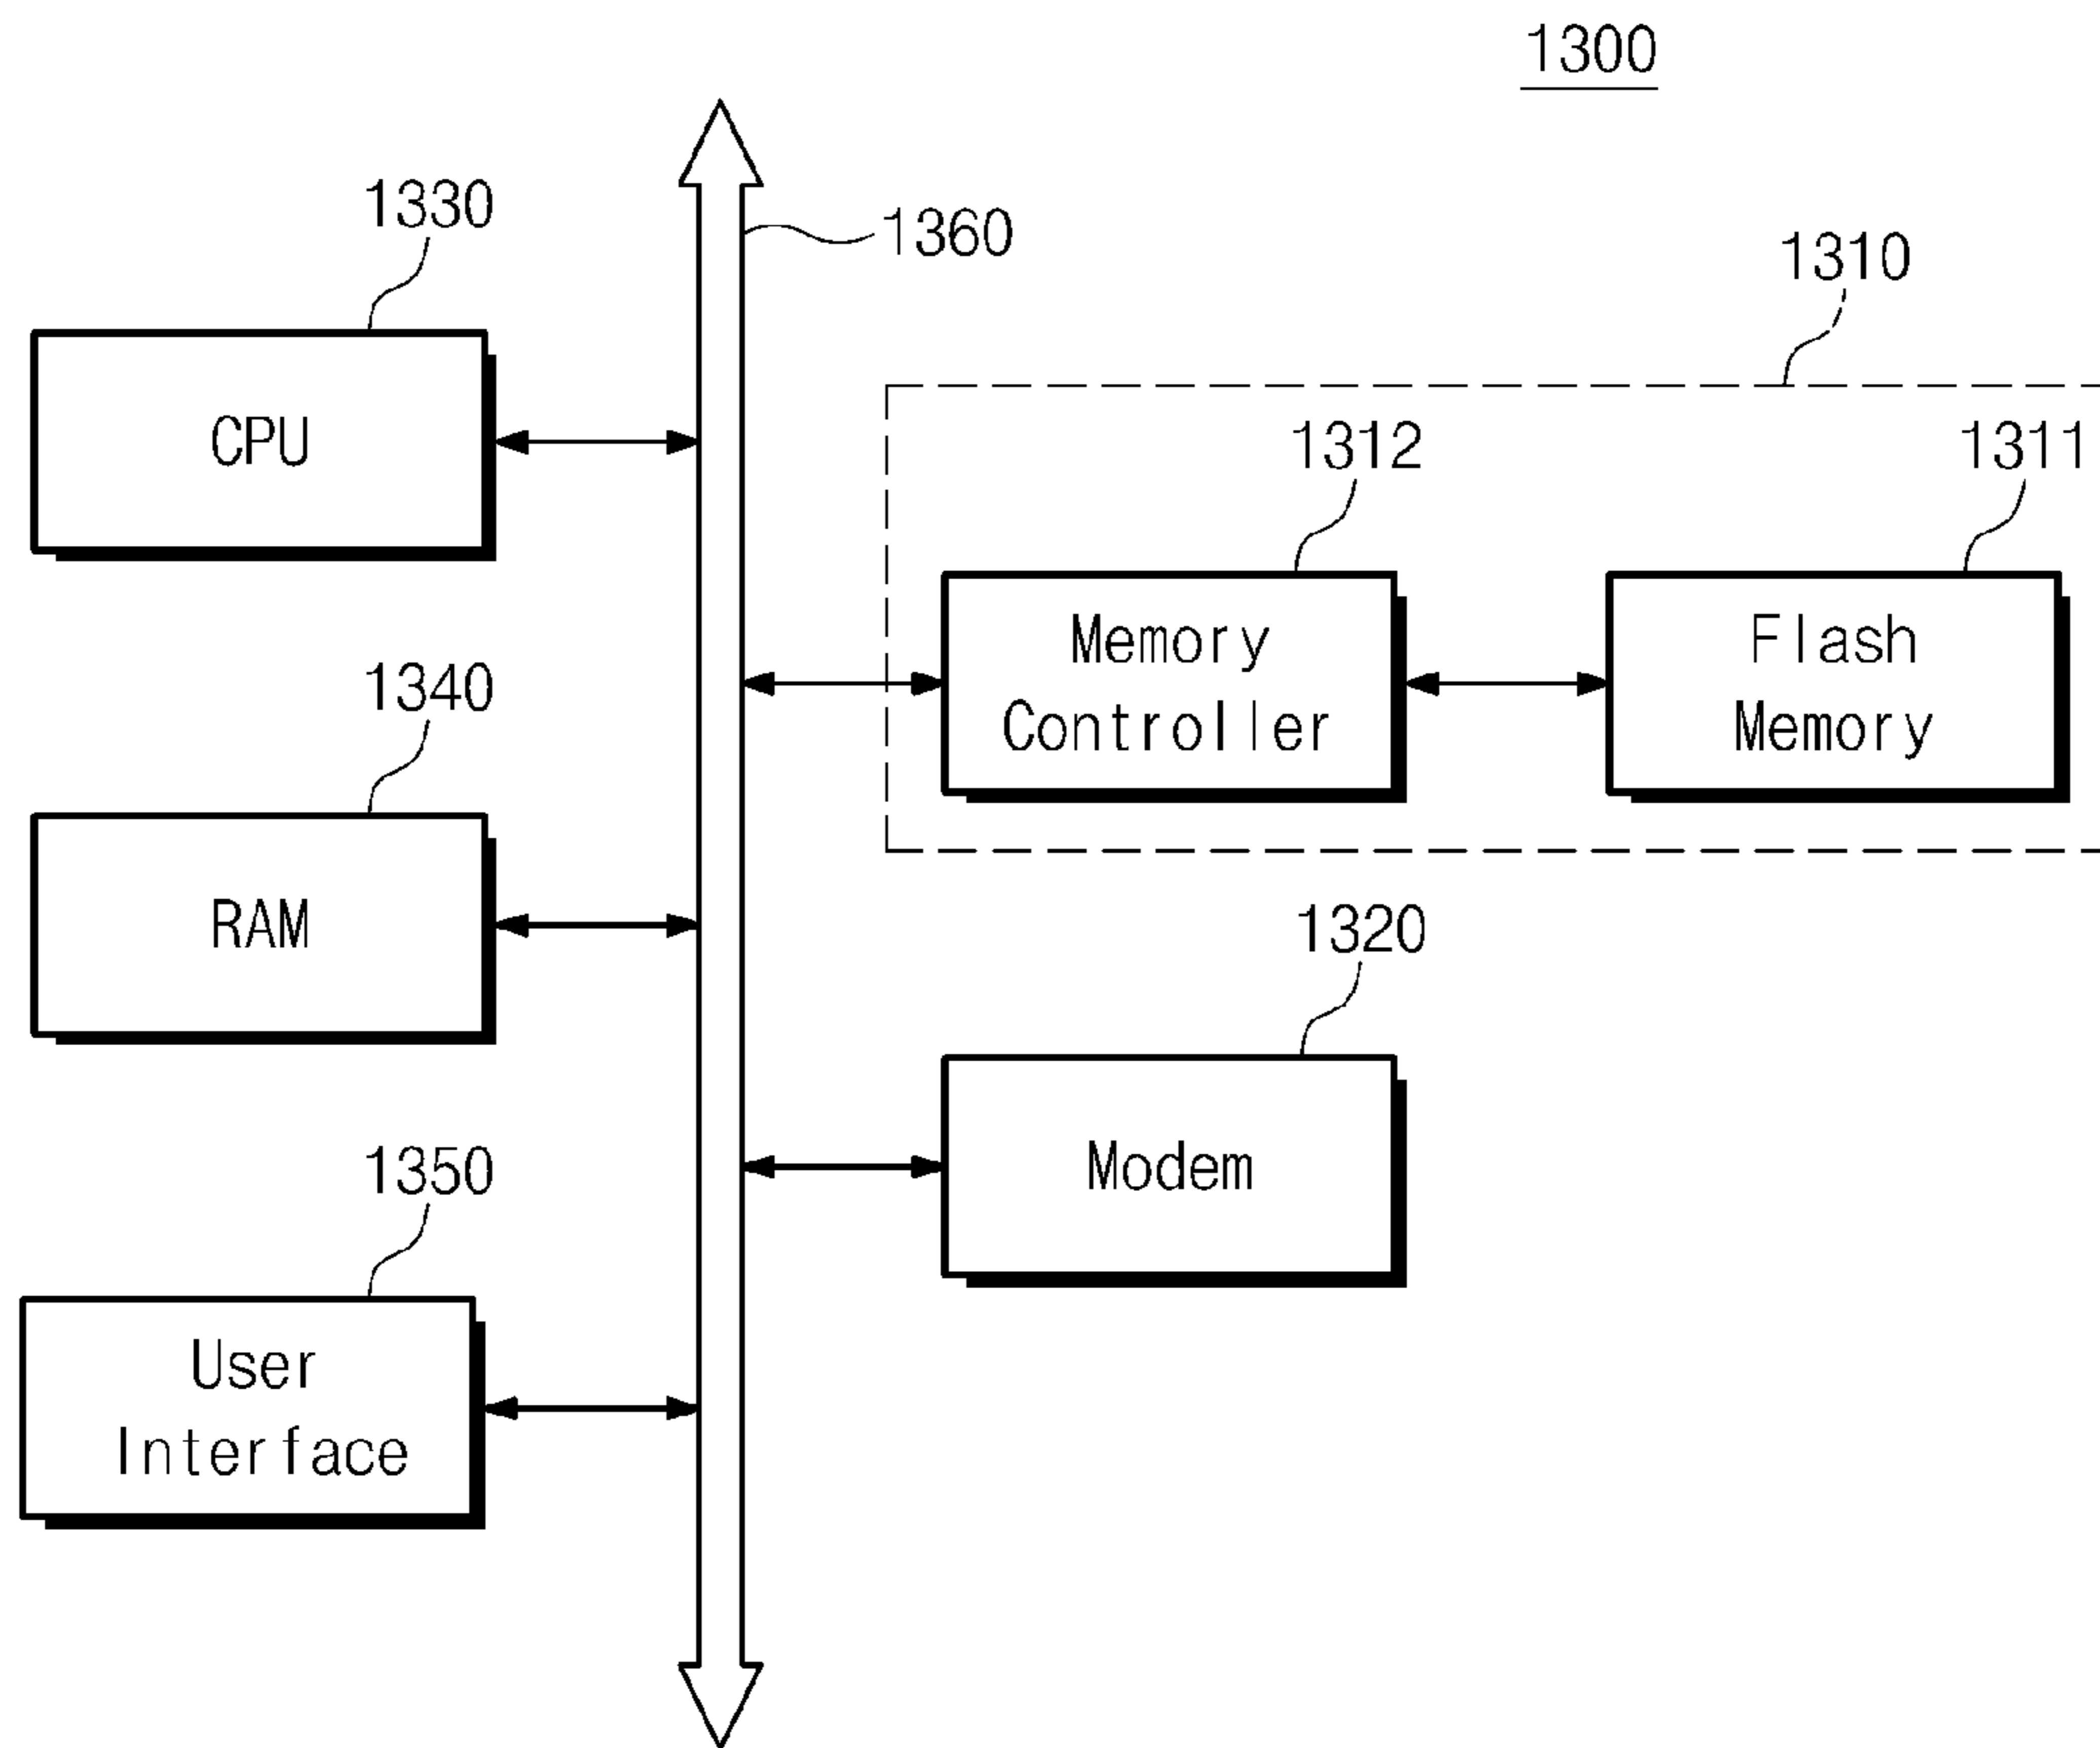 1300
1330
1360
1310
CPU
1312
1311
Memory
Controller
Flash
Memory
1340
RAM
1320
Modem
1350
User
Interface